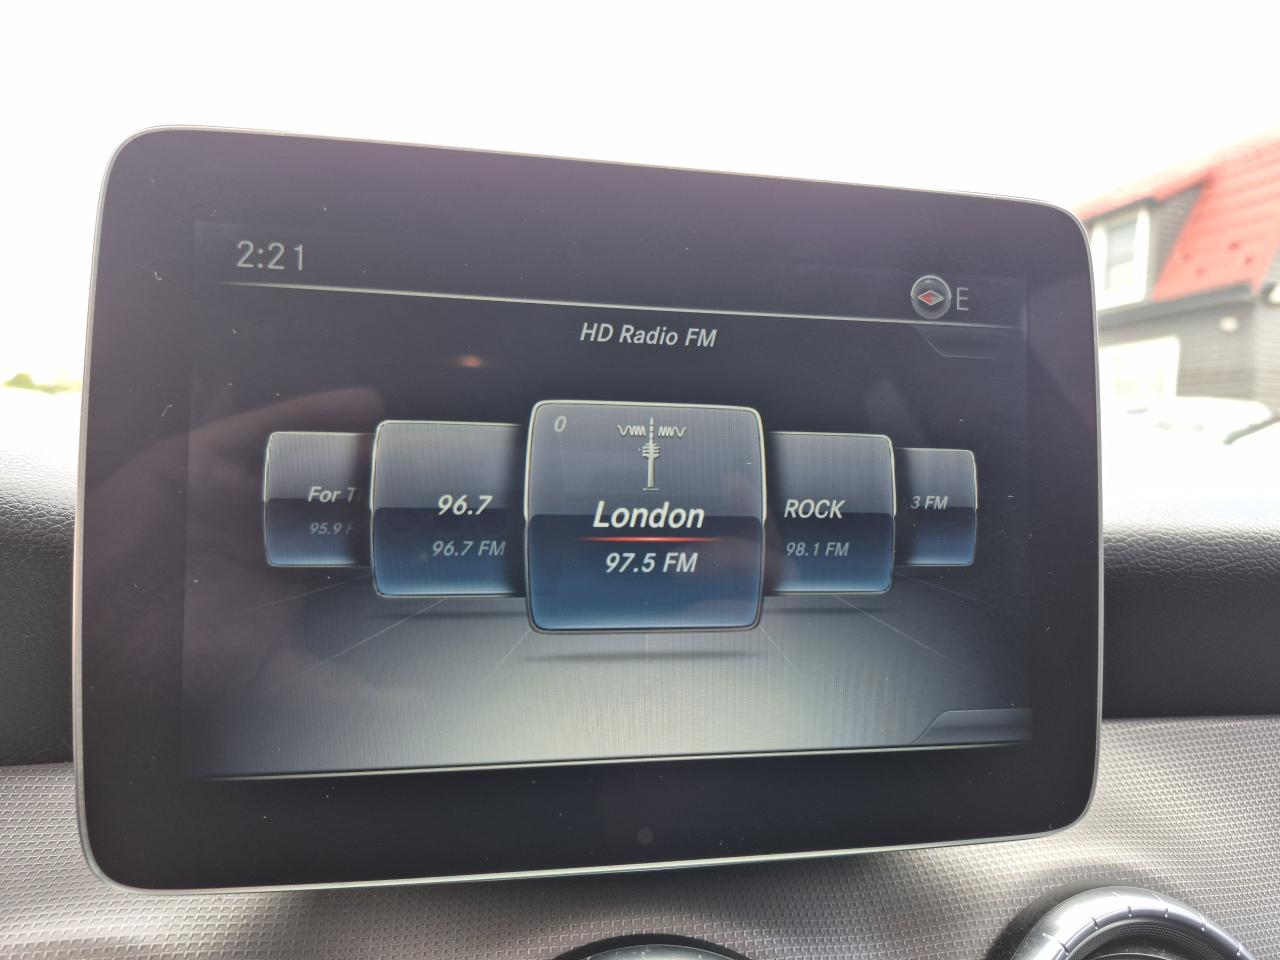 2:21
E
HD Radio FM
0
For T
95.9 F
96.7
96.7 FM
London
97.5 FM
ROCK
98.1 FM
3 FM